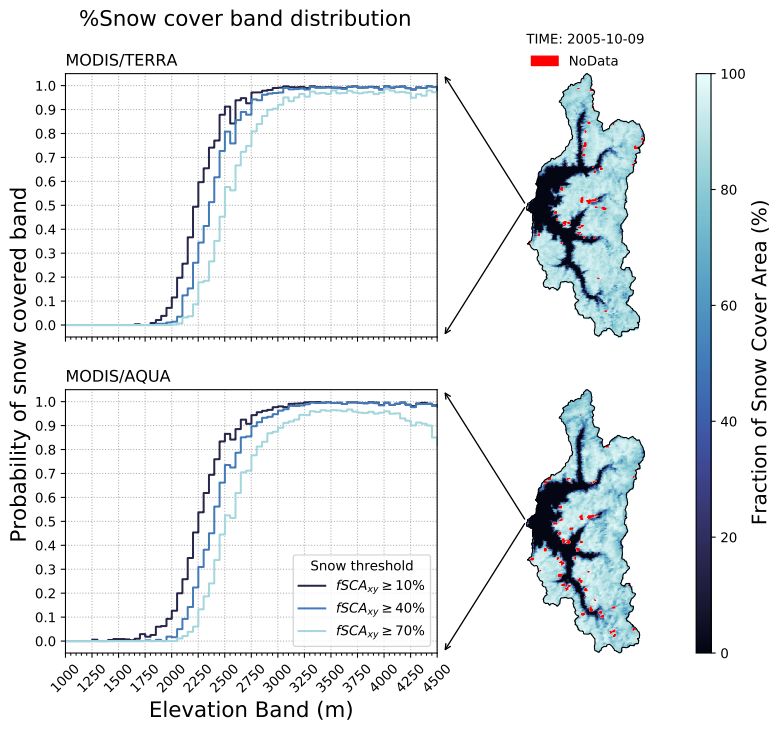 %Snow cover band distribution
TIME: 2005-10-09
NoData
MODIS/TERRA
1.0
0.9
0.8
0.7
0.6
0.5
0.4
0.3
0.2
0.1
0.0
Probability of snow covered band
MODIS/AQUA
1.0
0.9
0.8
0.7
0.6
0.5
0.4
0.3
0.2
0.1
0.0
Snow threshold
fSCAxy ≥ 10%
fSCAxy ≥ 40%
fSCAxy ≥ 70%
1000 1250 1500 1750 2000 2250 2500 2750 3000 3250 3500 3750 4000 4250 4500
Elevation Band (m)
100
80
60
40
20
0
Fraction of Snow Cover Area (%)